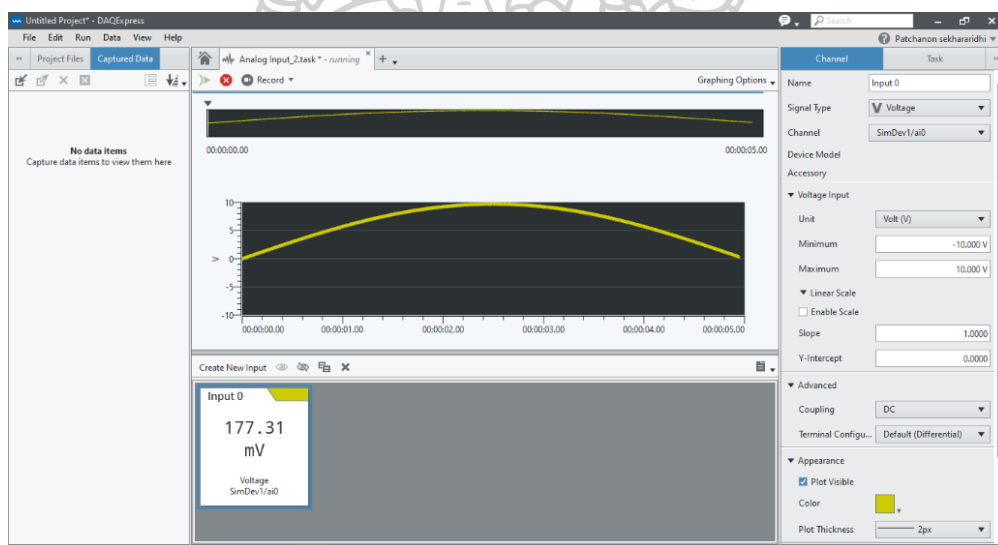 Untitled Project* - DAQExpress
Search
File Edit Run Data View Help
Patchanon sekhararidhi
Project Files Captured Data
Analog Input_2.task * - running
Record
Graphing Options
No data items
Capture data items to view them here
00:00:00.00 00:00:05.00
10
5
V 0
-5
-10
00:00:00.00 00:00:01.00 00:00:02.00 00:00:03.00 00:00:04.00 00:00:05.00
Create New Input
Input 0
177.31
mV
Voltage
SimDev1/ai0
Channel Task
Name Input 0
Signal Type V Voltage
Channel SimDev1/ai0
Device Model
Accessory
Voltage Input
Unit Volt (V)
Minimum -10.000 V
Maximum 10.000 V
Linear Scale
Enable Scale
Slope 1.0000
Y-Intercept 0.0000
Advanced
Coupling DC
Terminal Configu... Default (Differential)
Appearance
Plot Visible
Color
Plot Thickness 2px